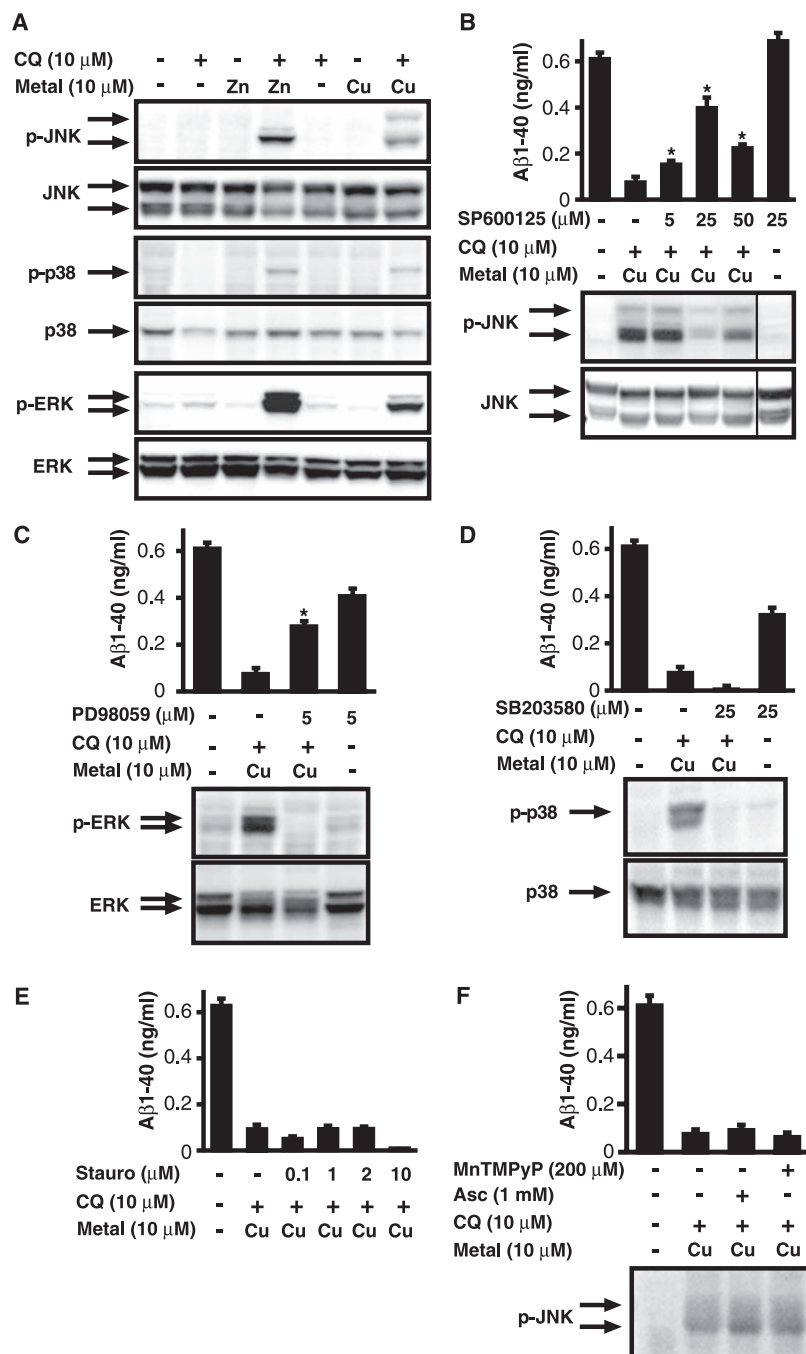 A
CQ (10 μM) - + - + + - +
Metal (10 μM) - - Zn Zn - Cu Cu
p-JNK
JNK
p-p38
p38
p-ERK
ERK
B
Aβ1-40 (ng/ml)
0.6
0.4
0.2
0
* * *
SP600125 (μM) - - 5 25 50 25
CQ (10 μM) - + + + + -
Metal (10 μM) - Cu Cu Cu Cu -
p-JNK
JNK
C
Aβ1-40 (ng/ml)
0.6
0.4
0.2
0
*
PD98059 (μM) - - 5 5
CQ (10 μM) - + + -
Metal (10 μM) - Cu Cu -
p-ERK
ERK
D
Aβ1-40 (ng/ml)
0.6
0.4
0.2
0
SB203580 (μM) - - 25 25
CQ (10 μM) - + + -
Metal (10 μM) - Cu Cu -
p-p38
p38
E
Aβ1-40 (ng/ml)
0.6
0.4
0.2
0
Stauro (μM) - - 0.1 1 2 10
CQ (10 μM) - + + + + +
Metal (10 μM) - Cu Cu Cu Cu Cu
F
Aβ1-40 (ng/ml)
0.6
0.4
0.2
0
MnTMPyP (200 μM) - - - +
Asc (1 mM) - - + -
CQ (10 μM) - + + +
Metal (10 μM) - Cu Cu Cu
p-JNK